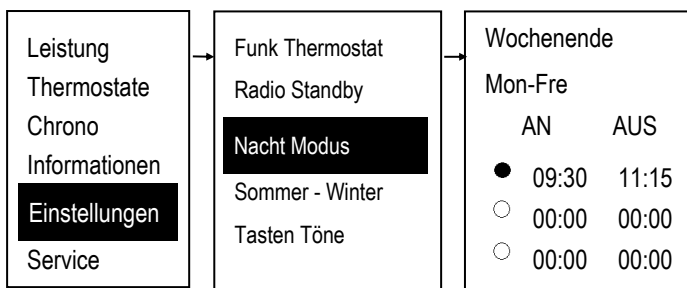 Leistung
Thermostate
Chrono
Informationen
Einstellungen
Service
Funk Thermostat
Radio Standby
Nacht Modus
Sommer - Winter
Tasten Töne
Wochenende
Mon-Fre
AN AUS
09:30 11:15
00:00 00:00
00:00 00:00